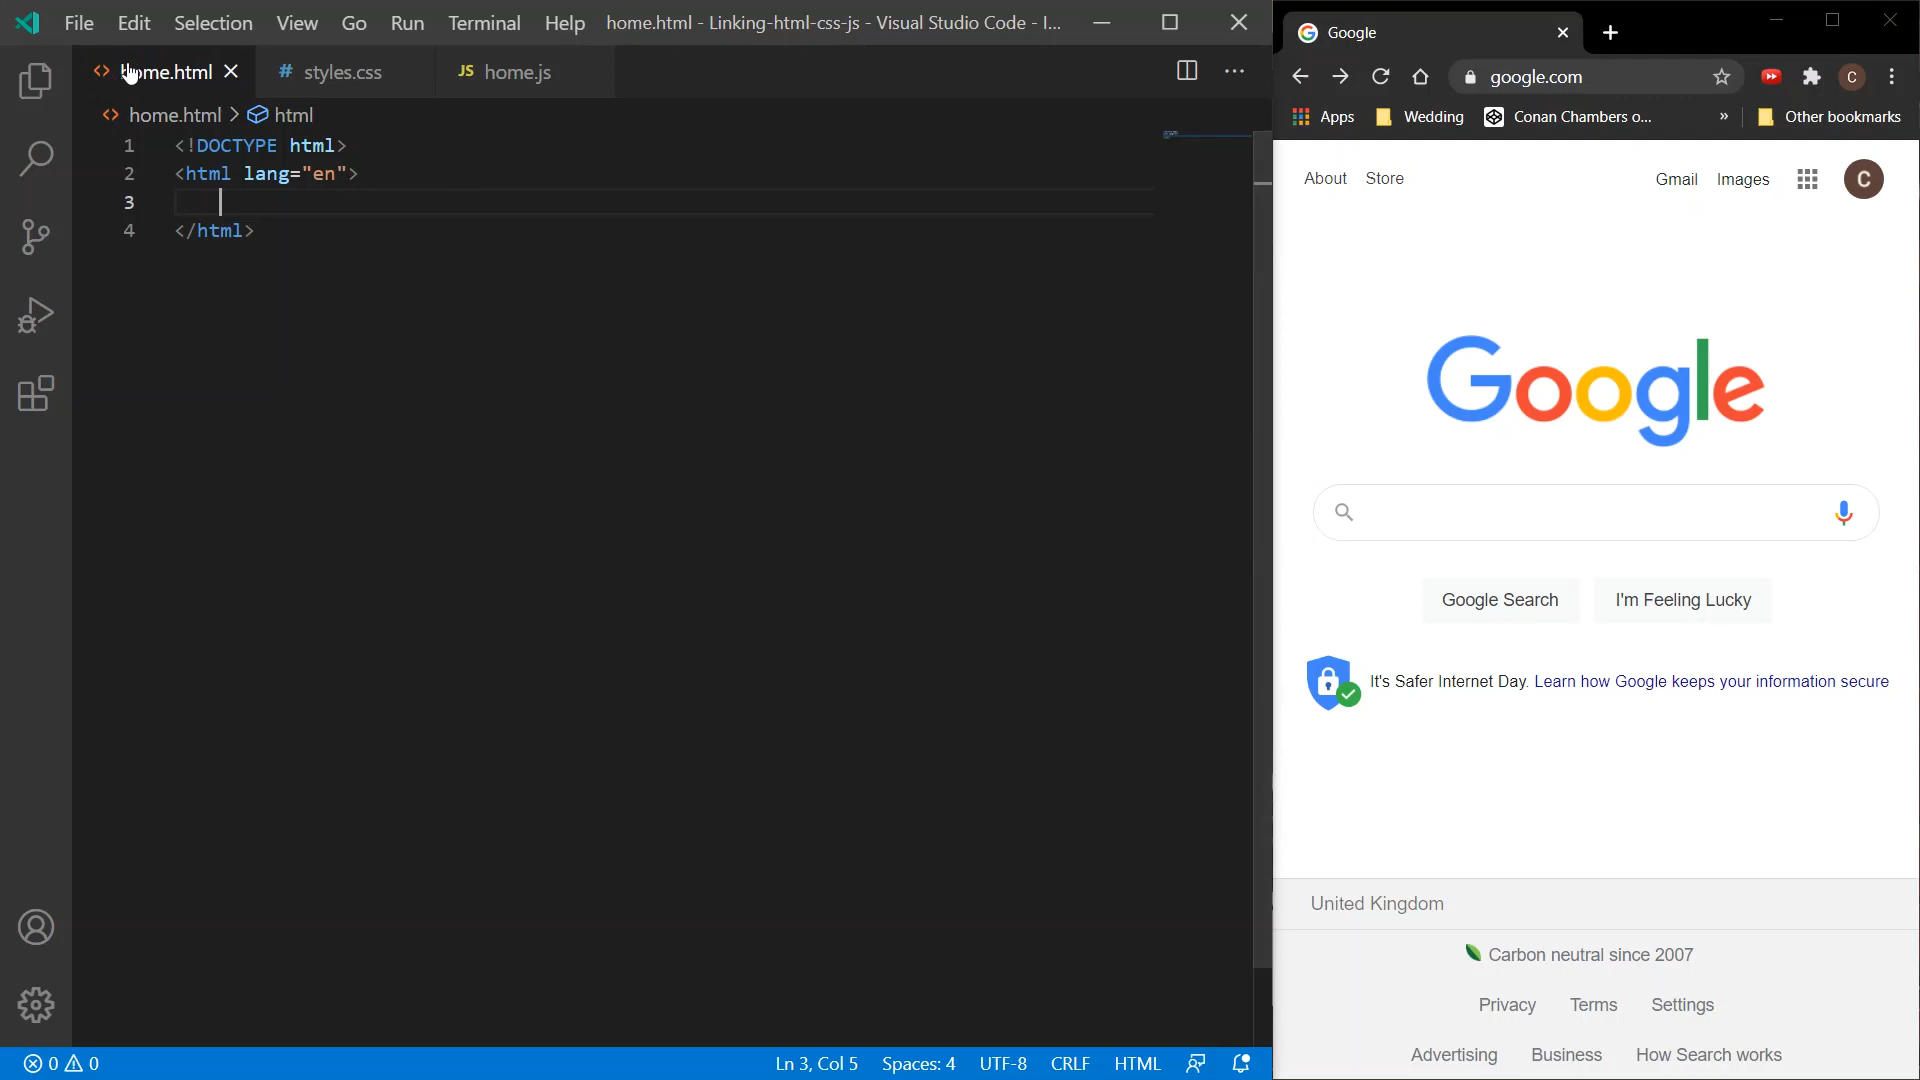 File Edit Selection View Go Run Terminal Help home.html - Linking-html-css-js - Visual Studio Code - I...
home.html # styles.css JS home.js
<> home.html > html
1 <!DOCTYPE html>
2 <html lang="en">
3
4 </html>
0 0 Ln 3, Col 5 Spaces: 4 UTF-8 CRLF HTML
Google
google.com C
Apps Wedding Conan Chambers o... » Other bookmarks
About Store Gmail Images C
Google
Google Search I'm Feeling Lucky
It's Safer Internet Day. Learn how Google keeps your information secure
United Kingdom
Carbon neutral since 2007
Privacy Terms Settings
Advertising Business How Search works